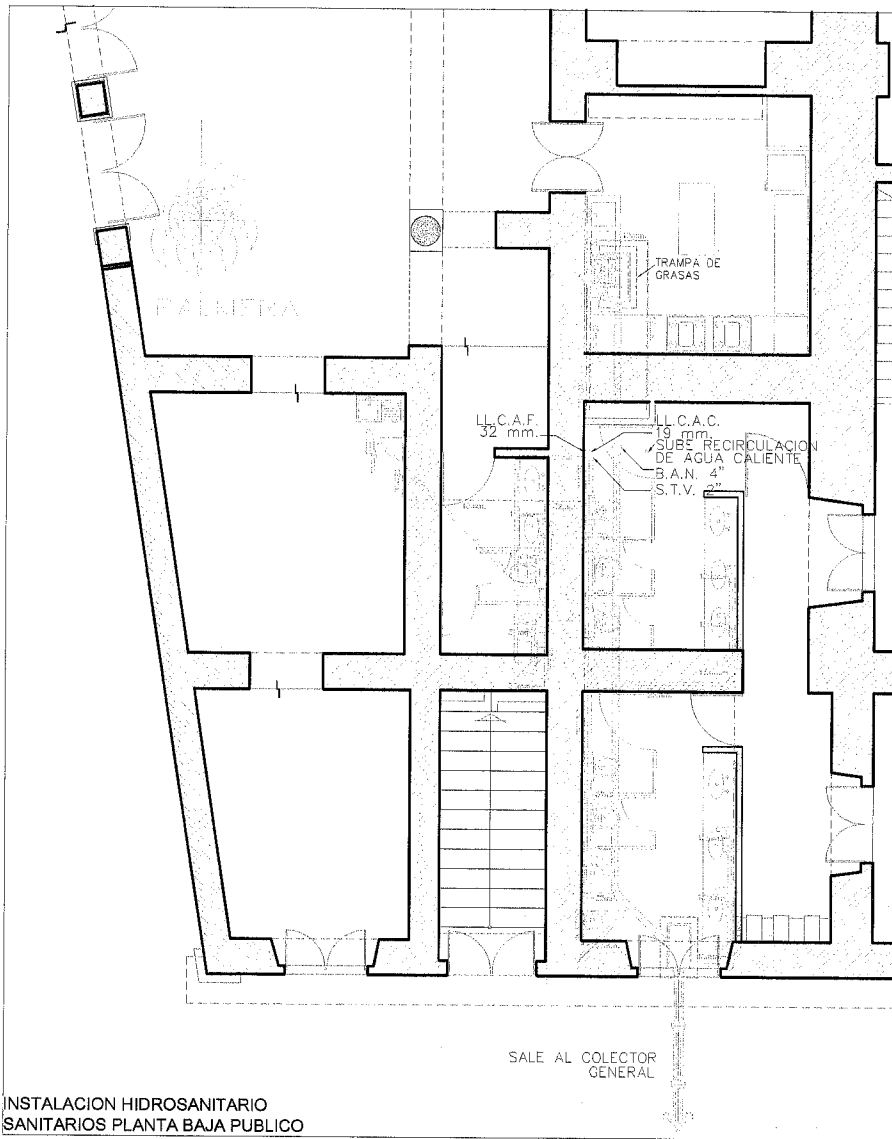 TRAMPA DE
GRASAS
PALMERA
LL.C.A.F.
32 mm.
LL.C.A.C.
19 mm.
SUBE RECIRCULACION
DE AGUA CALIENTE
B.A.N. 4"
S.T.V. 2"
SALE AL COLECTOR
GENERAL
INSTALACION HIDROSANITARIO
SANITARIOS PLANTA BAJA PUBLICO